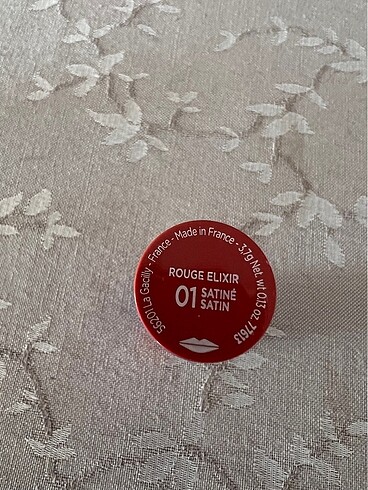 56201 La Gacilly - France - Made in France - 3.7g Net. wt 0.13 oz. 77613
ROUGE ELIXIR
01 SATINÉ
SATIN